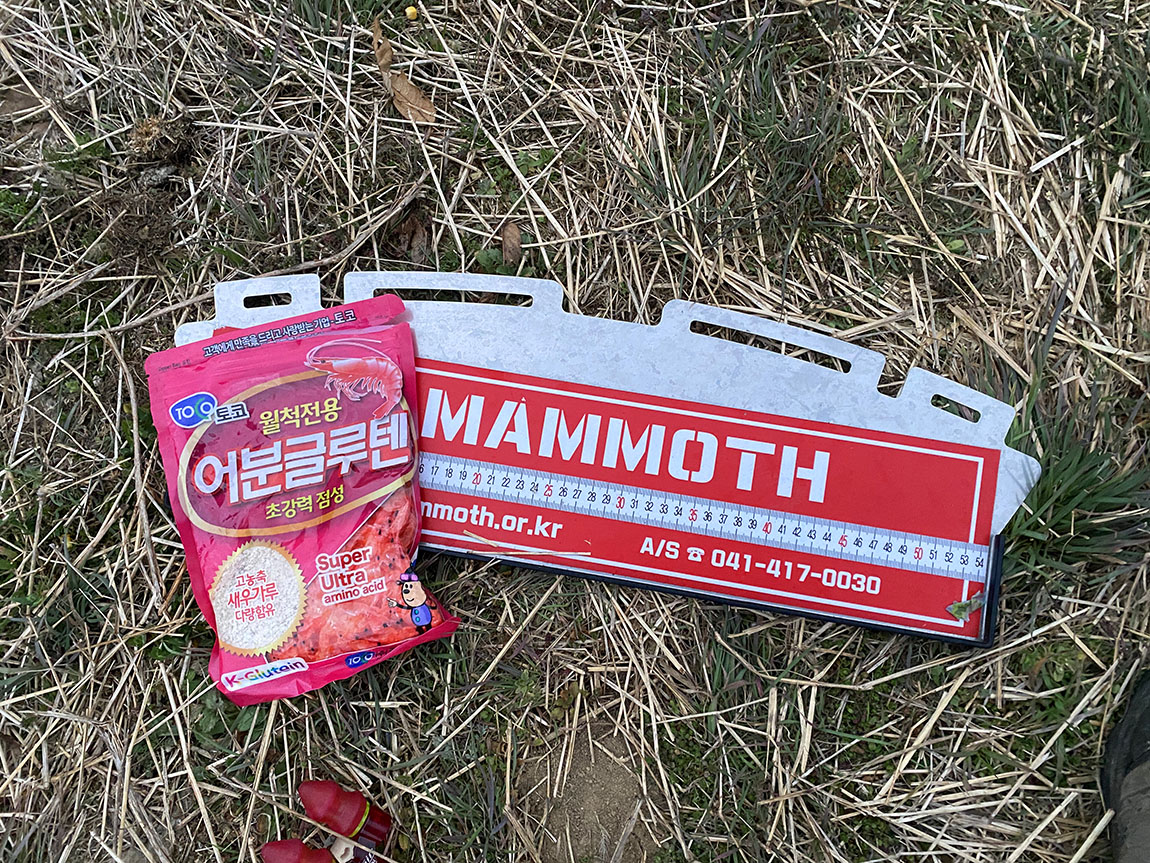 고객에게 만족을 드리고 사랑받는 기업 - 토코
TOCO 토코
월척전용
어분글루텐
초강력 점성
고농축
새우가루
다량함유
Super
Ultra
amino acid
K-Glutein
TOCO
MAMMOTH
6 17 18 19 20 21 22 23 24 25 26 27 28 29 30 31 32 33 34 35 36 37 38 39 40 41 42 43 44 45 46 47 48 49 50 51 52 53 54
mmoth.or.kr
A/S ☎ 041-417-0030